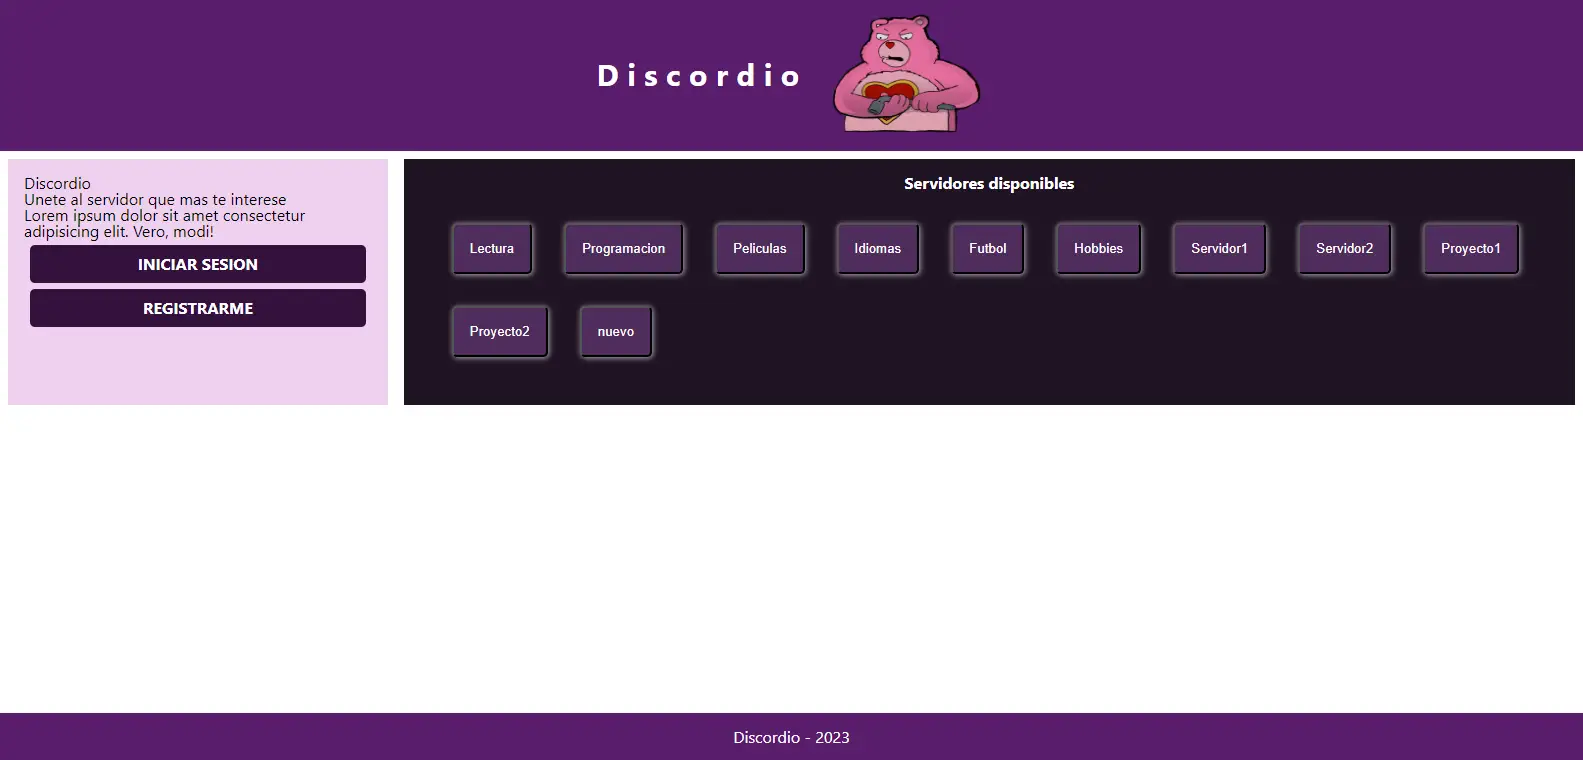 Discordio
Discordio
Unete al servidor que mas te interese
Lorem ipsum dolor sit amet consectetur
adipisicing elit. Vero, modi!
INICIAR SESION
REGISTRARME
Servidores disponibles
Lectura Programacion Peliculas Idiomas Futbol Hobbies Servidor1 Servidor2 Proyecto1
Proyecto2 nuevo
Discordio - 2023